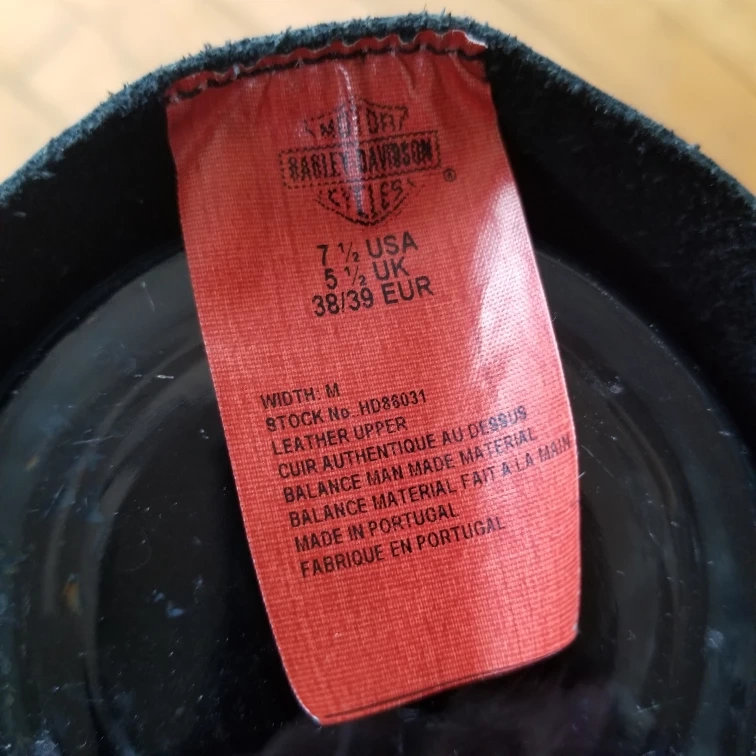 MOTOR
HARLEY-DAVIDSON
CYCLES
®
7 ½ USA
5 ½ UK
38/39 EUR
WIDTH: M
STOCK No. HD86031
LEATHER UPPER
CUIR AUTHENTIQUE AU DESSUS
BALANCE MAN MADE MATERIAL
BALANCE MATERIAL FAIT A LA MAIN
MADE IN PORTUGAL
FABRIQUE EN PORTUGAL